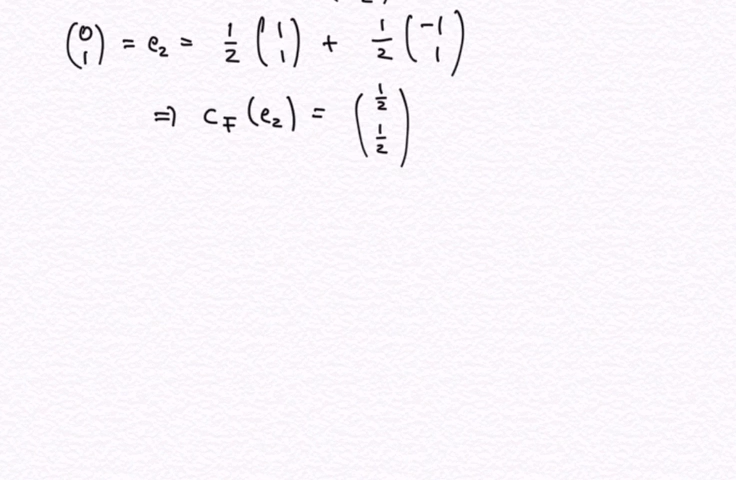 (0 1) = e₂ = 1/2 (1 1) + 1/2 (-1 1)
⇒ C_F (e₂) = (1/2 1/2)